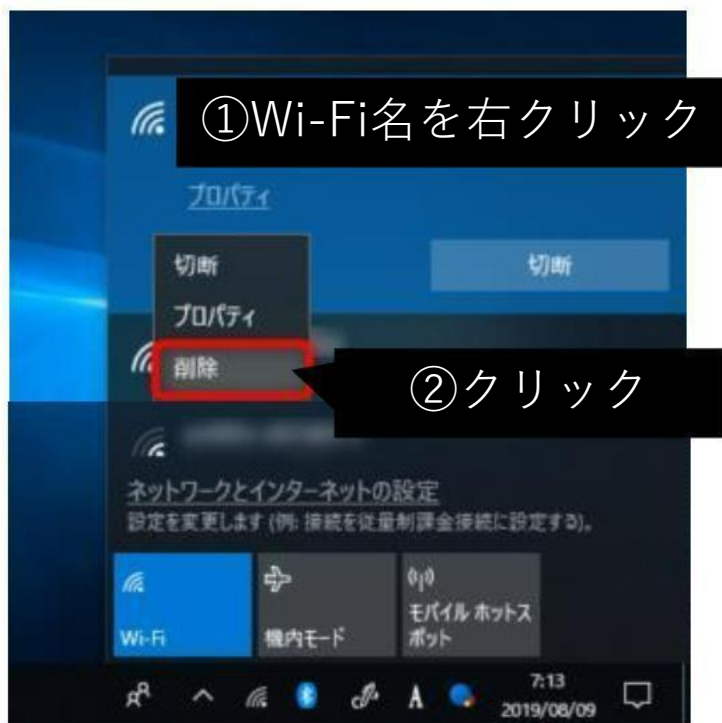 ①Wi-Fi名を右クリック
プロパティ
切断
切断
プロパティ
削除
②クリック
ネットワークとインターネットの設定
設定を変更します (例: 接続を従量制課金接続に設定する)。
Wi-Fi
機内モード
モバイル ホットス
ポット
A
7:13
2019/08/09